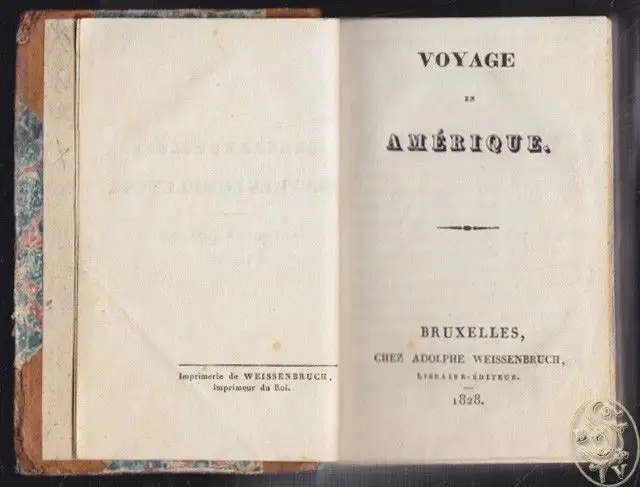 Imprimerie de WEISSENBRUCH,
Imprimeur du Roi.
VOYAGE
EN
AMÉRIQUE.
BRUXELLES,
CHEZ ADOLPHE WEISSENBRUCH,
LIBRAIRE-ÉDITEUR.
1828.